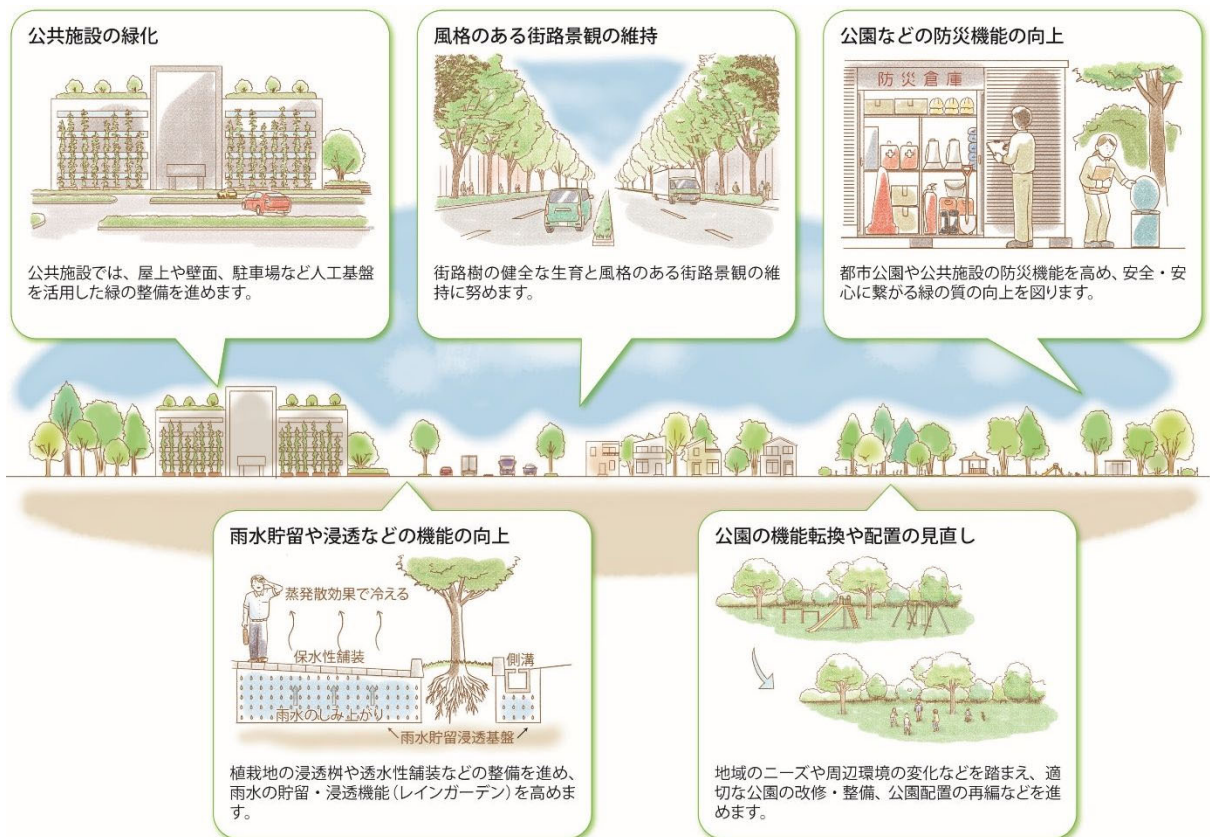 公共施設の緑化
公共施設では、屋上や壁面、駐車場など人工基盤
を活用した緑の整備を進めます。
風格のある街路景観の維持
街路樹の健全な生育と風格のある街路景観の維
持に努めます。
公園などの防災機能の向上
防災倉庫
都市公園や公共施設の防災機能を高め、安全・安
心に繋がる緑の質の向上を図ります。
雨水貯留や浸透などの機能の向上
蒸発散効果で冷える
保水性舗装
側溝
雨水のしみ上がり
雨水貯留浸透基盤
植栽地の浸透桝や透水性舗装などの整備を進め、
雨水の貯留・浸透機能(レインガーデン)を高めま
す。
公園の機能転換や配置の見直し
地域のニーズや周辺環境の変化などを踏まえ、適
切な公園の改修・整備、公園配置の再編などを進
めます。